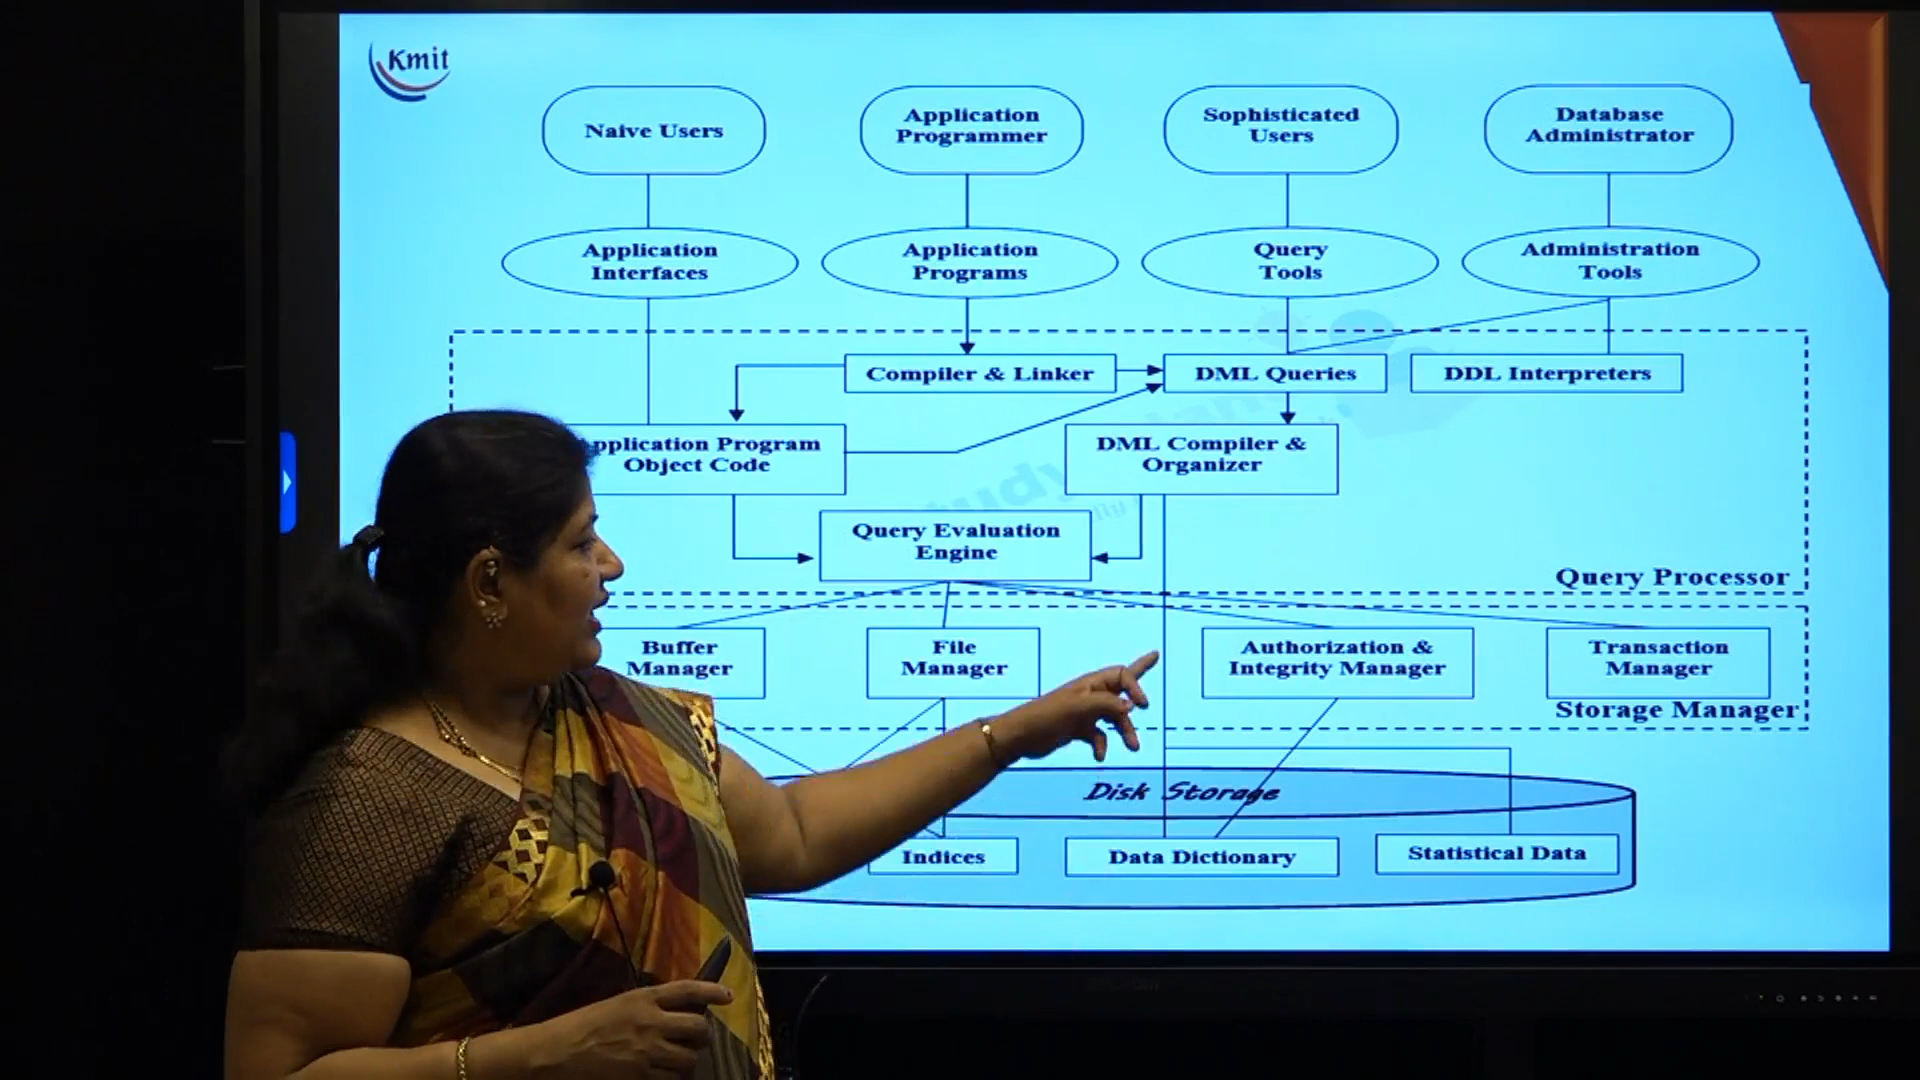 Kmit
Naive Users
Application
Programmer
Sophisticated
Users
Database
Administrator
Application
Interfaces
Application
Programs
Query
Tools
Administration
Tools
Compiler & Linker
DML Queries
DDL Interpreters
pplication Program
Object Code
DML Compiler &
Organizer
Query Evaluation
Engine
Query Processor
Buffer
Manager
File
Manager
Authorization &
Integrity Manager
Transaction
Manager
Storage Manager
Disk Storage
Indices
Data Dictionary
Statistical Data